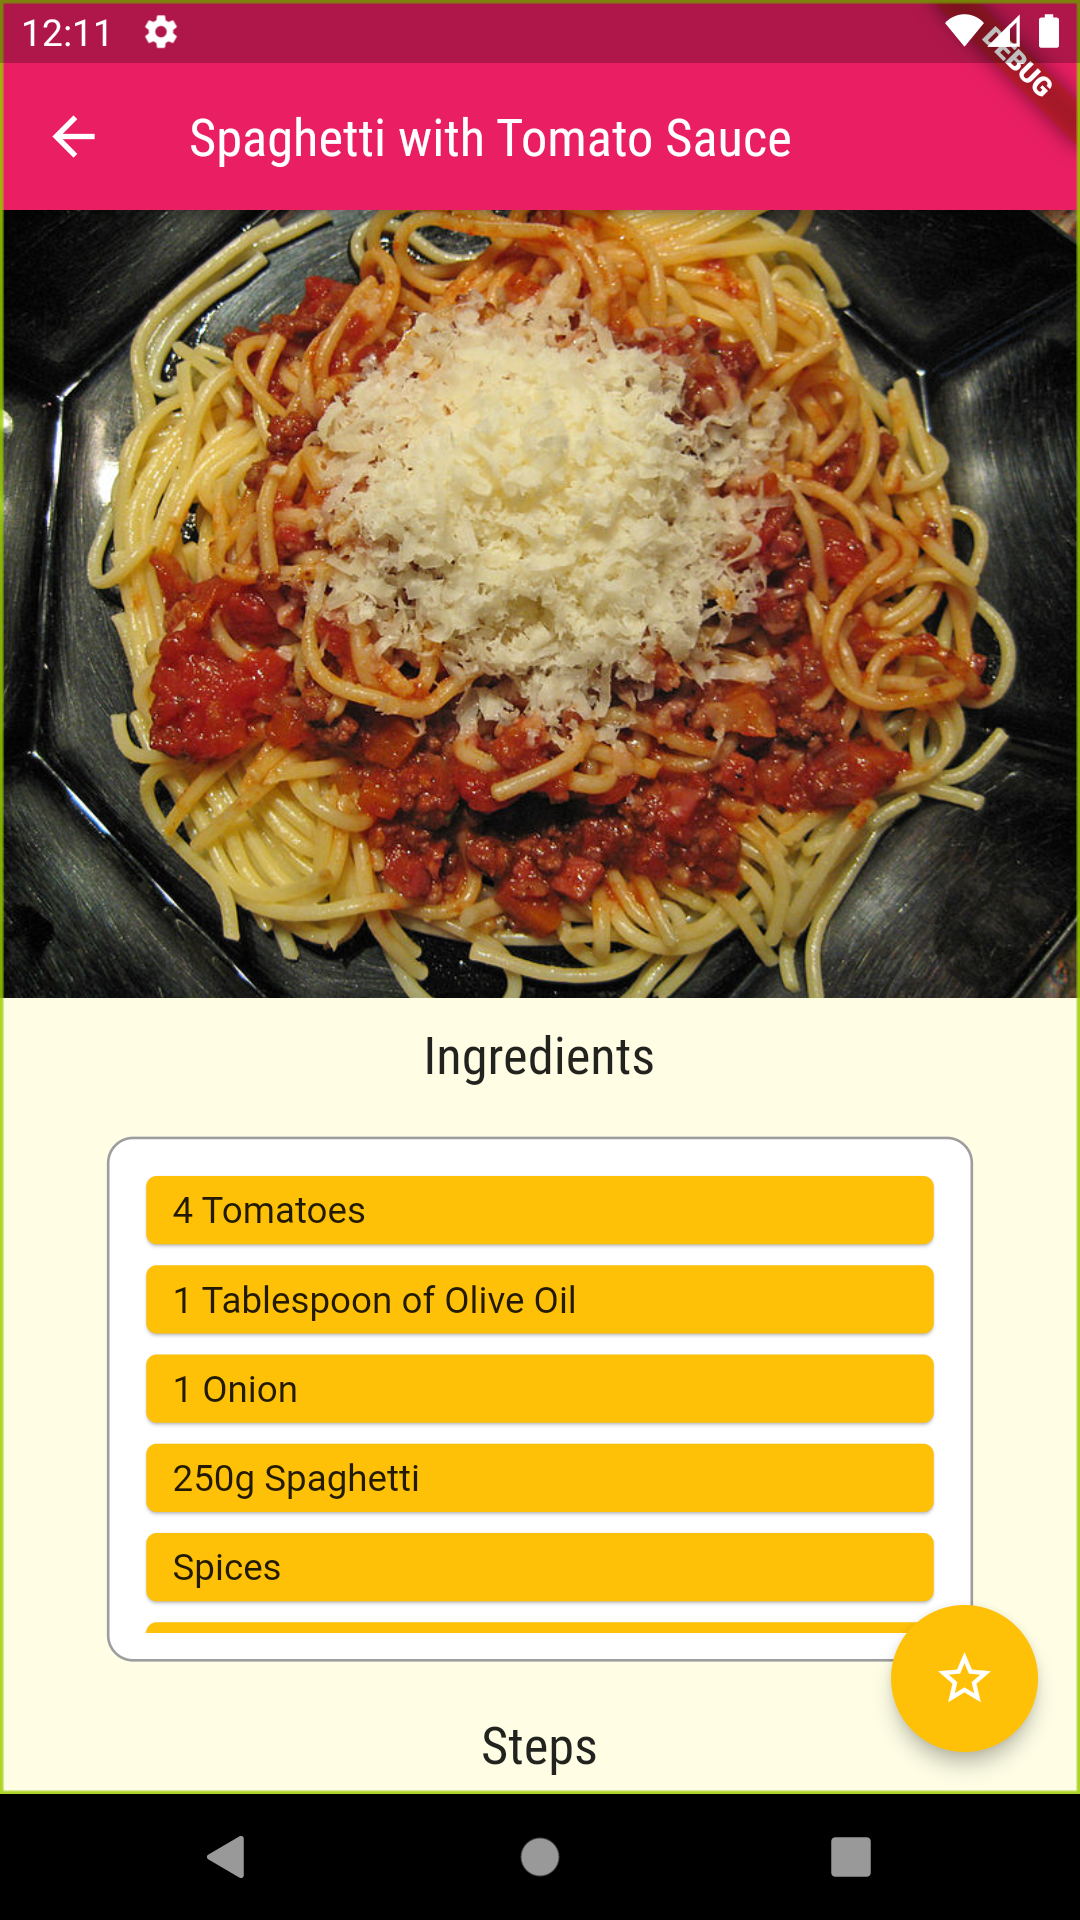 12:11
DEBUG
Spaghetti with Tomato Sauce
Ingredients
4 Tomatoes
1 Tablespoon of Olive Oil
1 Onion
250g Spaghetti
Spices
Steps